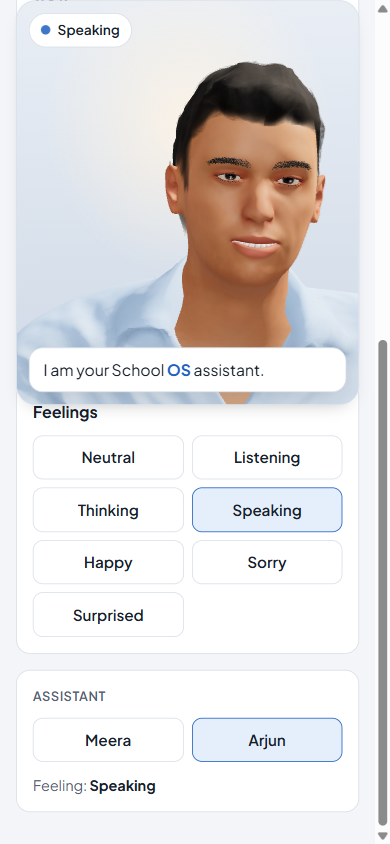 Speaking
I am your School OS assistant.
Feelings
Neutral
Listening
Thinking
Speaking
Happy
Sorry
Surprised
ASSISTANT
Meera
Arjun
Feeling: Speaking